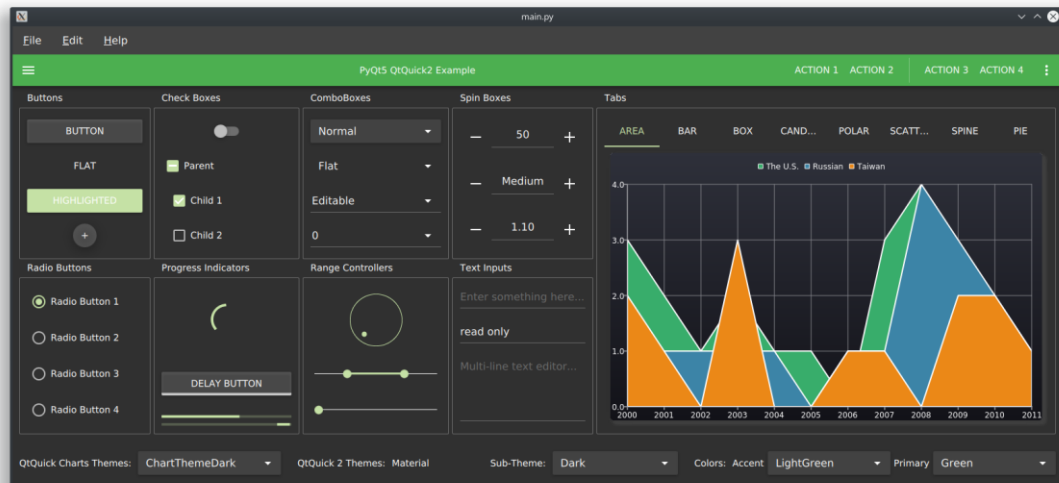 main.py
File Edit Help
PyQt5 QtQuick2 Example ACTION 1 ACTION 2 ACTION 3 ACTION 4
Buttons
BUTTON
FLAT
HIGHLIGHTED
+
Check Boxes
Parent
Child 1
Child 2
ComboBoxes
Normal
Flat
Editable
0
Spin Boxes
− 50 +
− Medium +
− 1.10 +
Radio Buttons
Radio Button 1
Radio Button 2
Radio Button 3
Radio Button 4
Progress Indicators
DELAY BUTTON
Range Controllers
Text Inputs
Enter something here...
read only
Multi-line text editor...
Tabs
AREA BAR BOX CAND... POLAR SCATT... SPINE PIE
The U.S. Russian Taiwan
4.0
3.0
2.0
1.0
0.0
2000 2001 2002 2003 2004 2005 2006 2007 2008 2009 2010 2011
QtQuick Charts Themes: ChartThemeDark QtQuick 2 Themes: Material Sub-Theme: Dark Colors: Accent LightGreen Primary Green